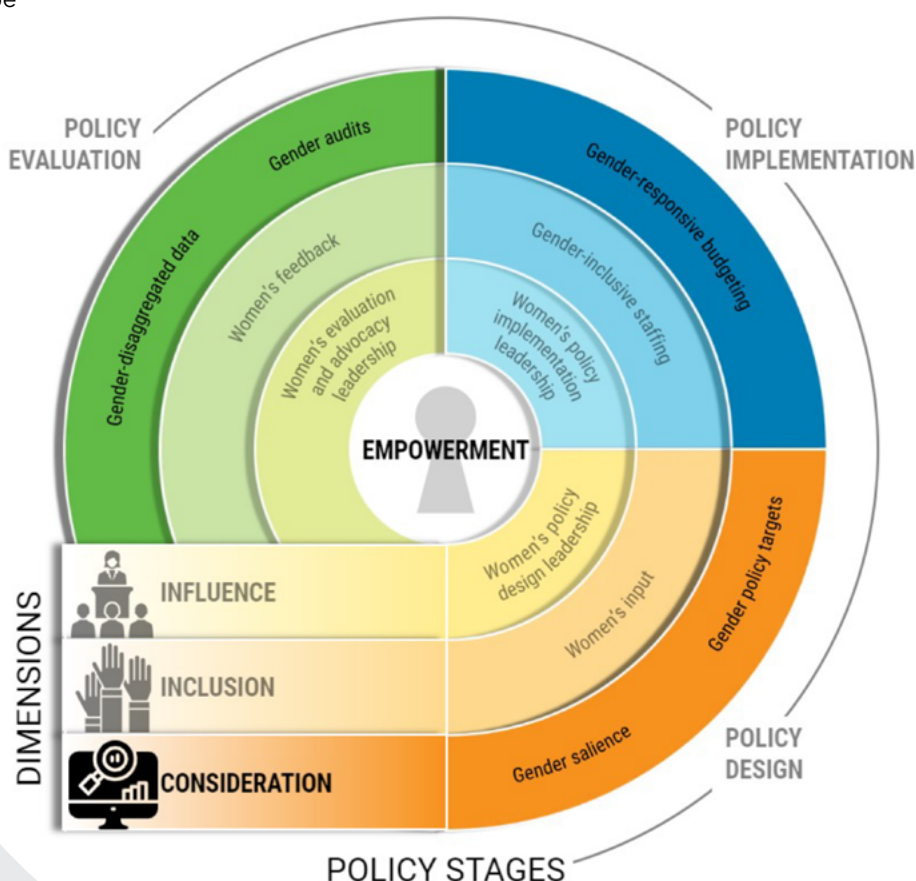 POLICY
EVALUATION
POLICY
IMPLEMENTATION
Gender audits
Gender-disaggregated data
Women's feedback
Women's evaluation
and advocacy
leadership
Gender-responsive budgeting
Gender-inclusive staffing
Women's policy
implementation
leadership
EMPOWERMENT
Women's policy
design leadership
Women's input
Gender policy targets
Gender salience
DIMENSIONS
INFLUENCE
INCLUSION
CONSIDERATION
POLICY
DESIGN
POLICY STAGES